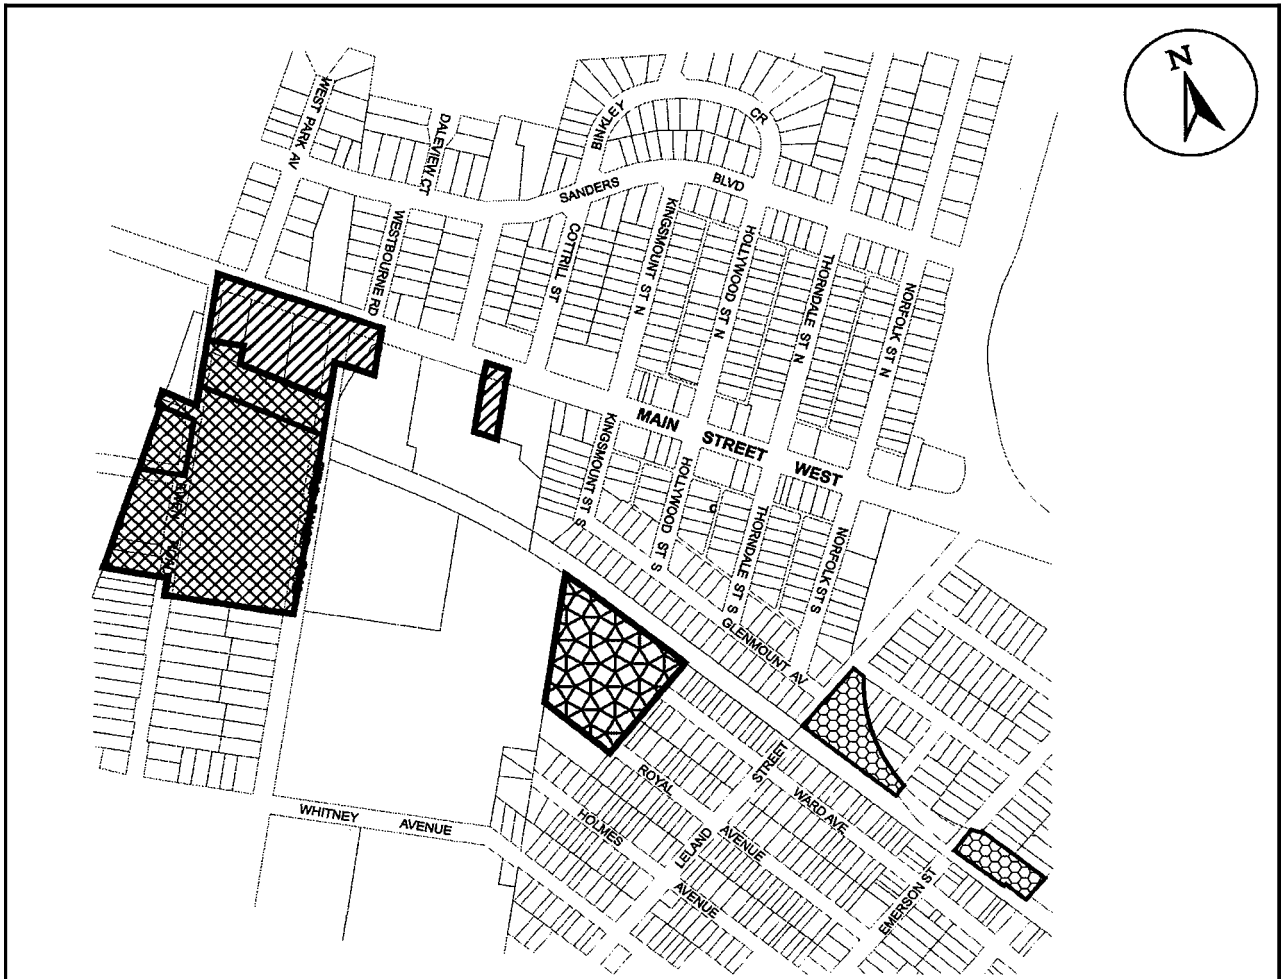 N
WEST PARK AV
DALEVIEW CT
BINKLEY
CR
SANDERS
BLVD
WESTBOURNE RD
COTTRILL ST
KINGSMOUNT ST N
HOLLYWOOD ST N
THORNDALE ST N
NORFOLK ST N
MAIN
STREET
WEST
KINGSMOUNT ST S
HOLLYWOOD ST S
THORNDALE ST S
NORFOLK ST S
GLENMOUNT AV
STREET
WARD AVE
ROYAL
AVENUE
HOLMES
AVENUE
LELAND
EMERSON ST
WHITNEY
AVENUE